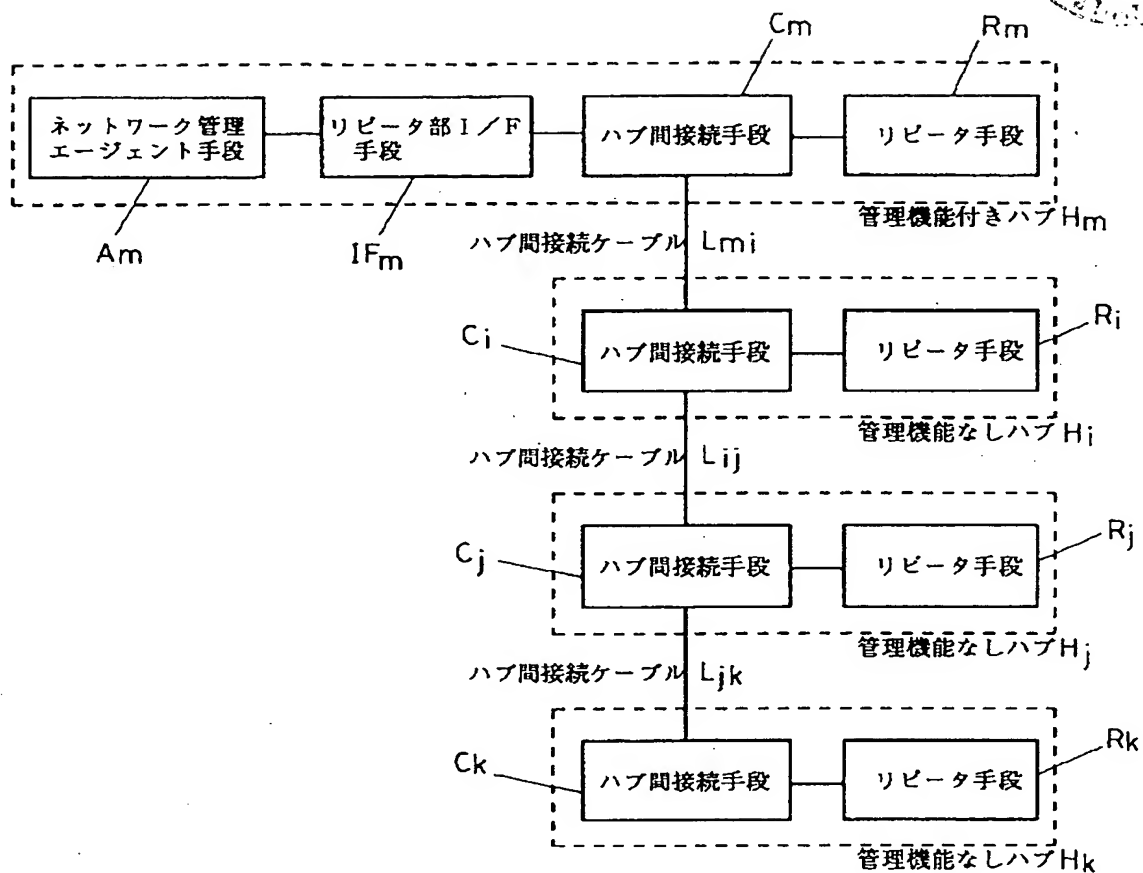 Cm
Rm
ネットワーク管理
エージェント手段
リピータ部I/F
手段
ハブ間接続手段
リピータ手段
管理機能付きハブHm
Am
IFm
ハブ間接続ケーブル Lmi
Ci
ハブ間接続手段
リピータ手段
Ri
管理機能なしハブHi
ハブ間接続ケーブル Lij
Cj
ハブ間接続手段
リピータ手段
Rj
管理機能なしハブHj
ハブ間接続ケーブル Ljk
Ck
ハブ間接続手段
リピータ手段
Rk
管理機能なしハブHk